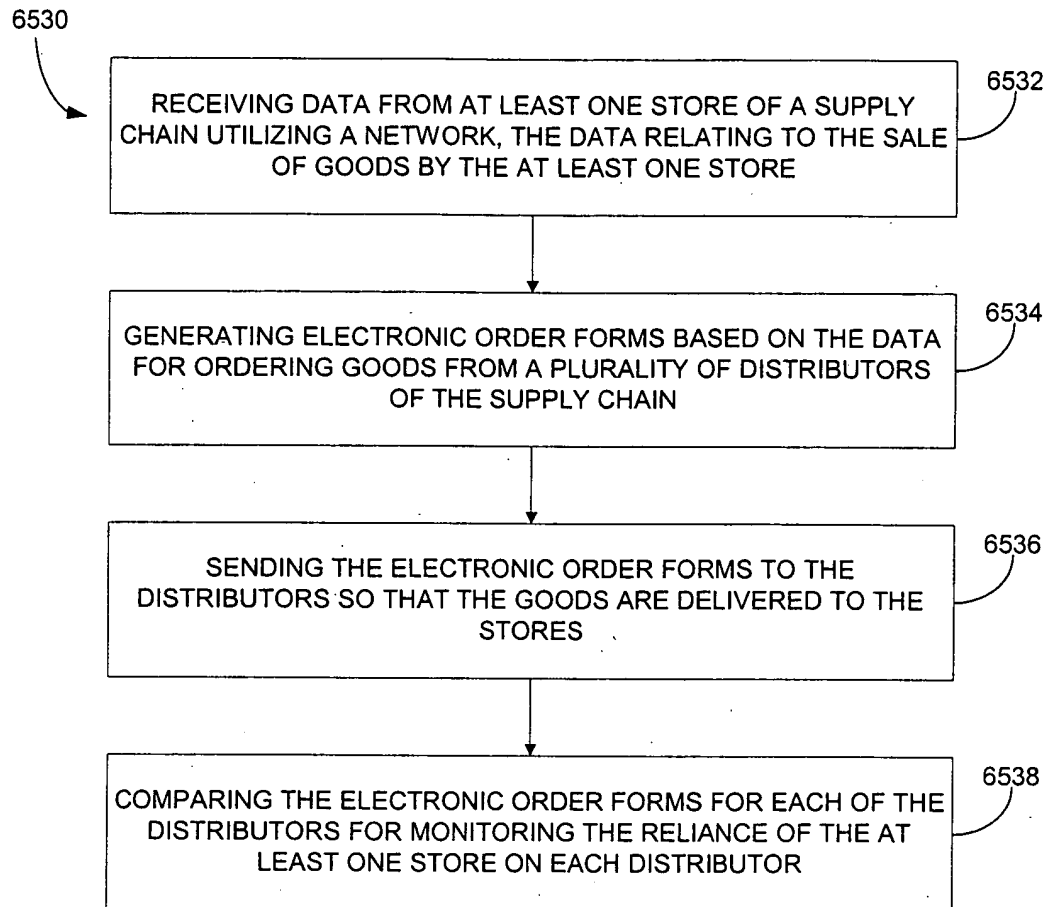 6530
6532
RECEIVING DATA FROM AT LEAST ONE STORE OF A SUPPLY
CHAIN UTILIZING A NETWORK, THE DATA RELATING TO THE SALE
OF GOODS BY THE AT LEAST ONE STORE
6534
GENERATING ELECTRONIC ORDER FORMS BASED ON THE DATA
FOR ORDERING GOODS FROM A PLURALITY OF DISTRIBUTORS
OF THE SUPPLY CHAIN
6536
SENDING THE ELECTRONIC ORDER FORMS TO THE
DISTRIBUTORS SO THAT THE GOODS ARE DELIVERED TO THE
STORES
6538
COMPARING THE ELECTRONIC ORDER FORMS FOR EACH OF THE
DISTRIBUTORS FOR MONITORING THE RELIANCE OF THE AT
LEAST ONE STORE ON EACH DISTRIBUTOR